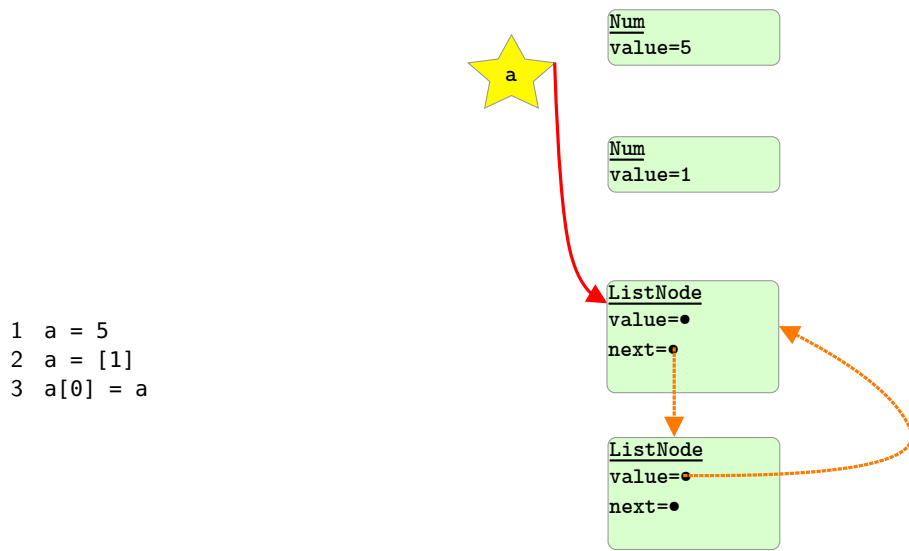 1 a = 5
2 a = [1]
3 a[0] = a
a
Num
value=5
Num
value=1
ListNode
value=●
next=●
ListNode
value=●
next=●